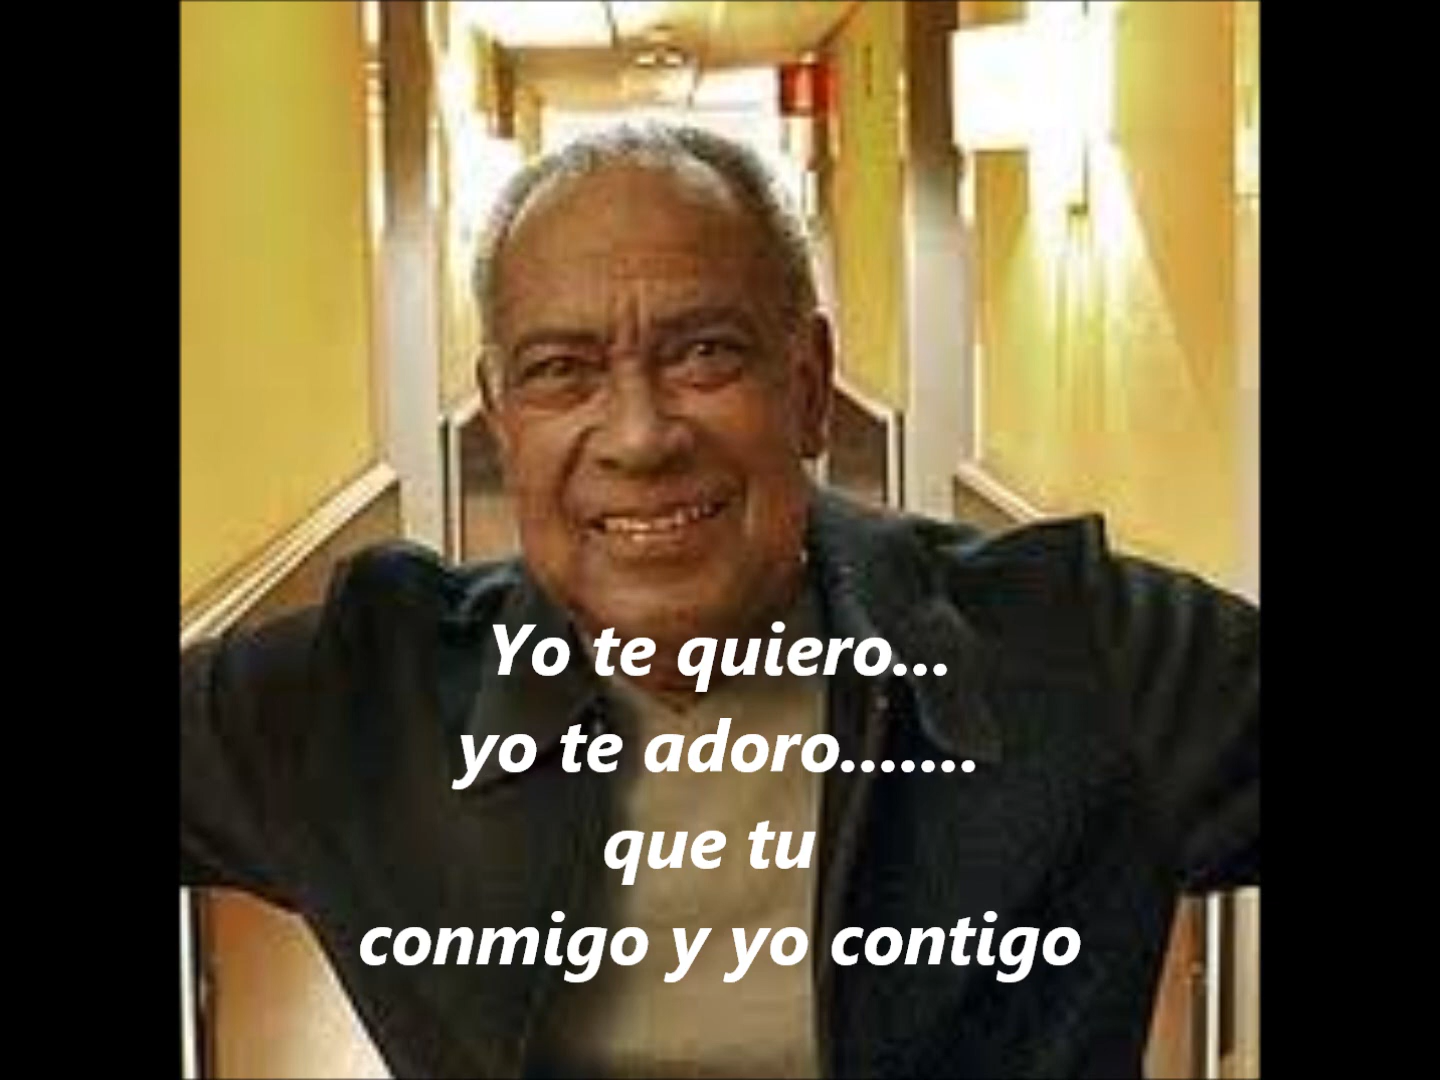 Yo te quiero...
yo te adoro.......
que tu
conmigo y yo contigo